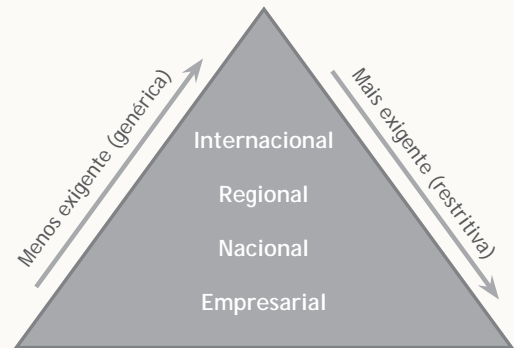 Menos exigente (genérica)
Mais exigente (restritiva)
Internacional
Regional
Nacional
Empresarial